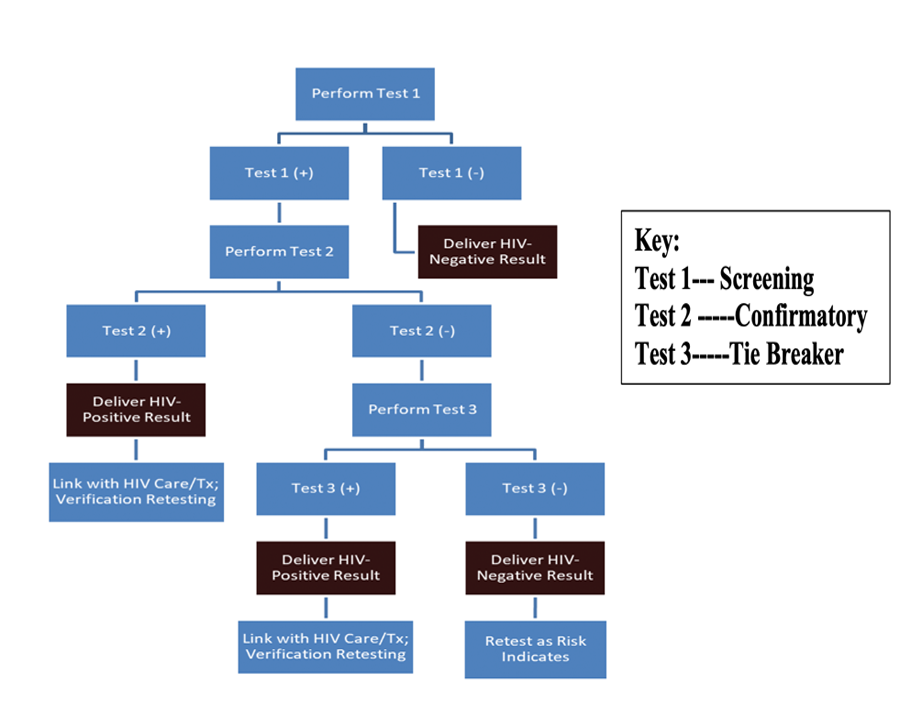 Perform Test 1
Test 1 (+)
Test 1 (-)
Perform Test 2
Deliver HIV-
Negative Result
Key:
Test 1--- Screening
Test 2 -----Confirmatory
Test 3-----Tie Breaker
Test 2 (+)
Test 2 (-)
Deliver HIV-
Positive Result
Perform Test 3
Link with HIV Care/Tx;
Verification Retesting
Test 3 (+)
Test 3 (-)
Deliver HIV-
Positive Result
Deliver HIV-
Negative Result
Link with HIV Care/Tx;
Verification Retesting
Retest as Risk
Indicates